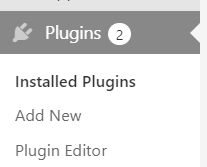 Plugins 2
Installed Plugins
Add New
Plugin Editor